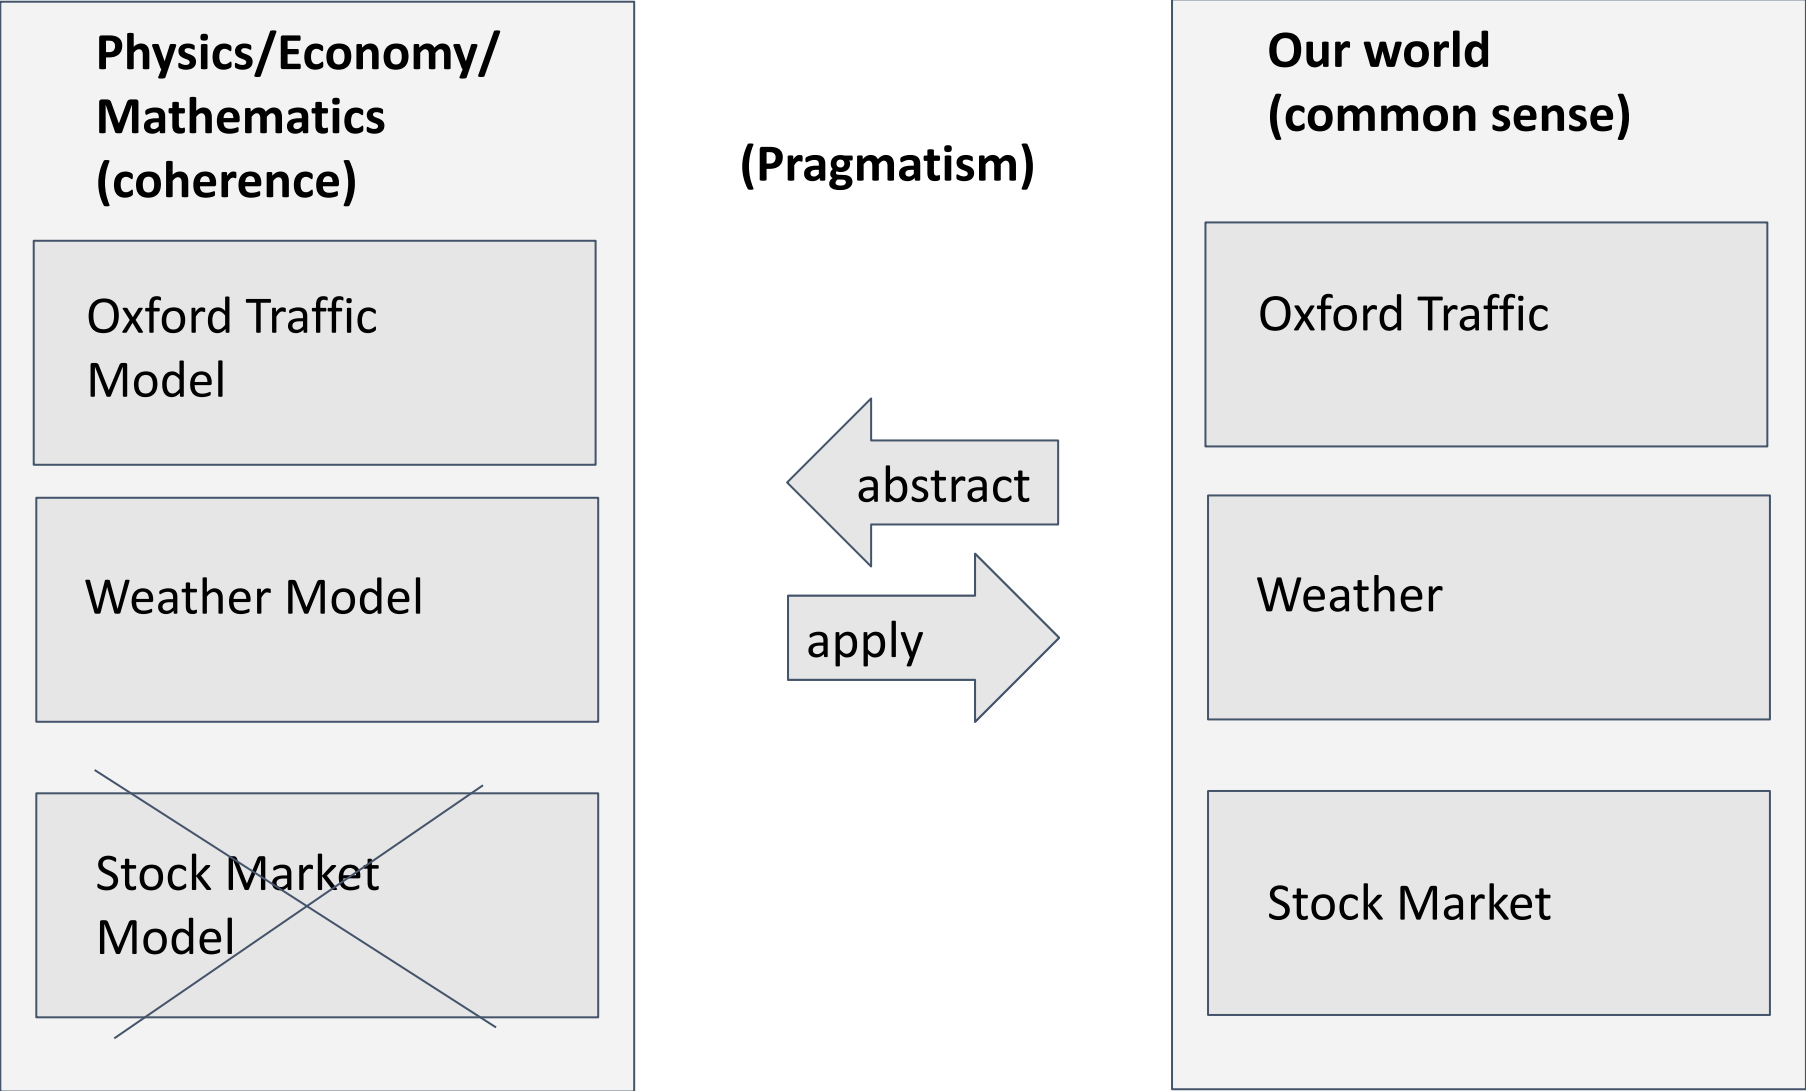 Physics/Economy/
Mathematics
(coherence)
Oxford Traffic
Model
Weather Model
Stock Market
Model
(Pragmatism)
abstract
apply
Our world
(common sense)
Oxford Traffic
Weather
Stock Market